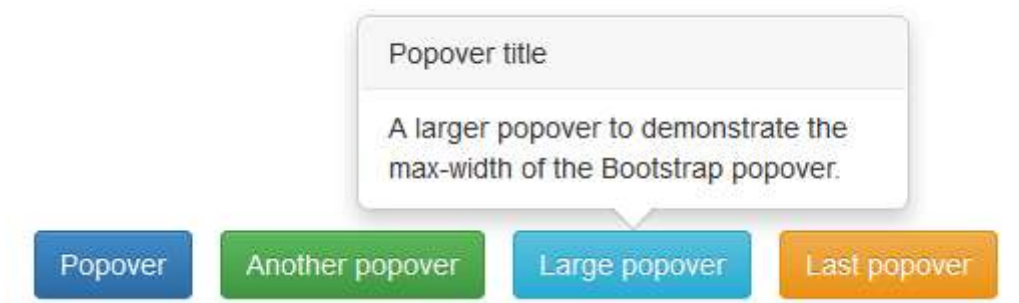 Popover title
A larger popover to demonstrate the
max-width of the Bootstrap popover.
Popover
Another popover
Large popover
Last popover